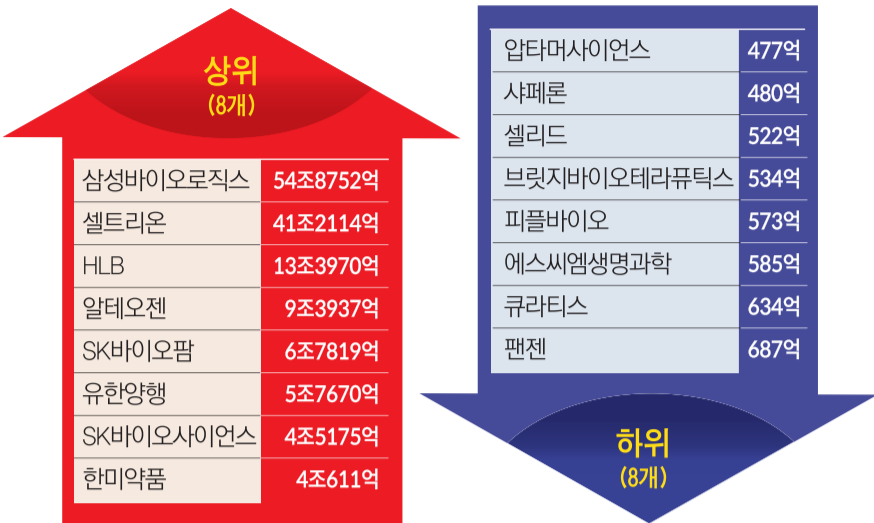 상위
(8개)
삼성바이오로직스 54조8752억
셀트리온 41조2114억
HLB 13조3970억
알테오젠 9조3937억
SK바이오팜 6조7819억
유한양행 5조7670억
SK바이오사이언스 4조5175억
한미약품 4조611억
압타머사이언스 477억
샤페론 480억
셀리드 522억
브릿지바이오테라퓨틱스 534억
피플바이오 573억
에스씨엠생명과학 585억
큐라티스 634억
팬젠 687억
하위
(8개)